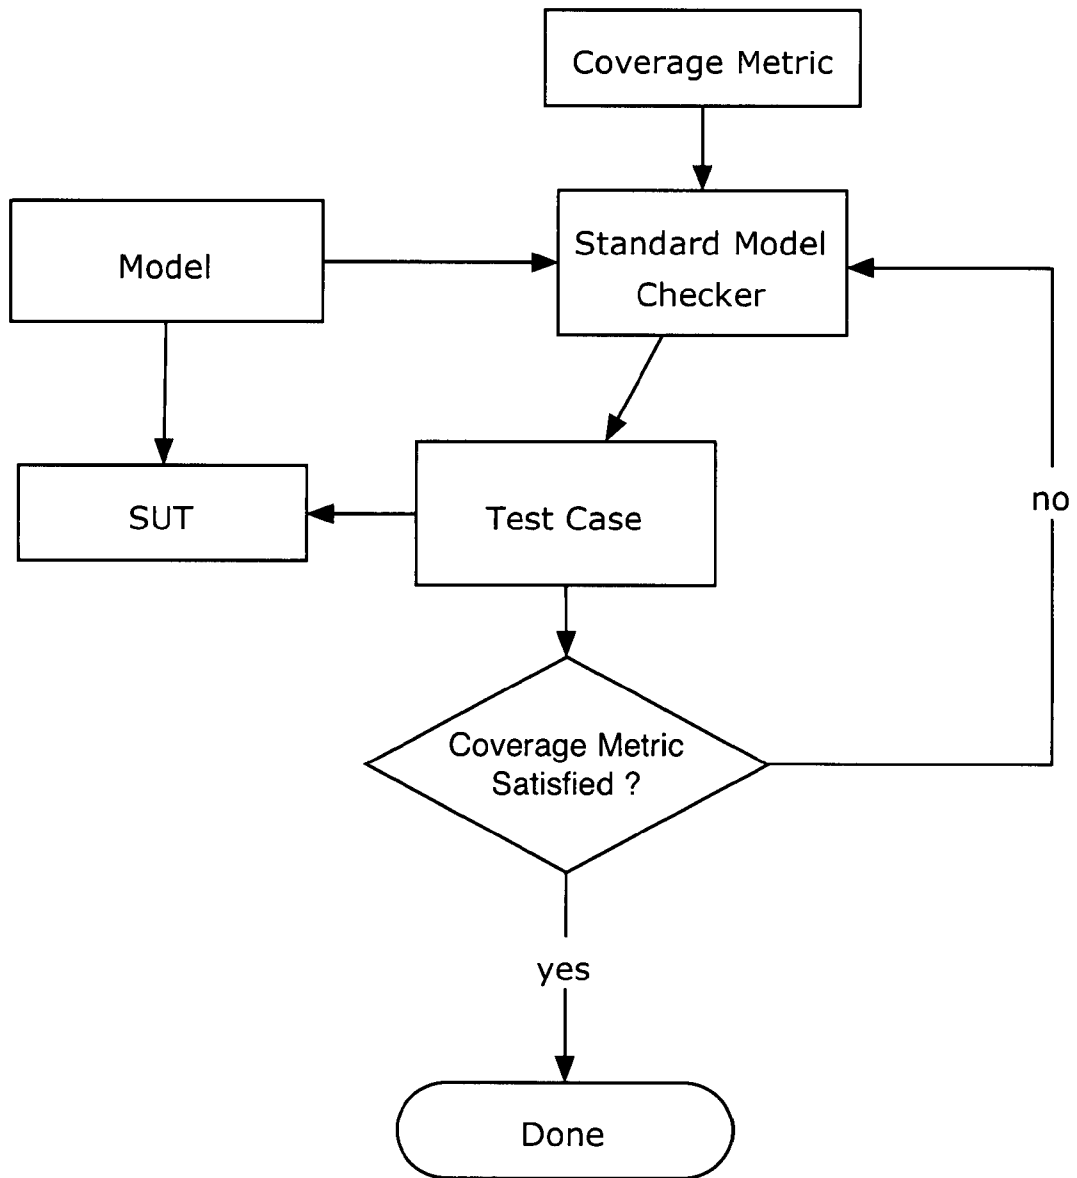 Coverage Metric
Standard Model
Checker
Model
SUT
Test Case
no
Coverage Metric
Satisfied ?
yes
Done